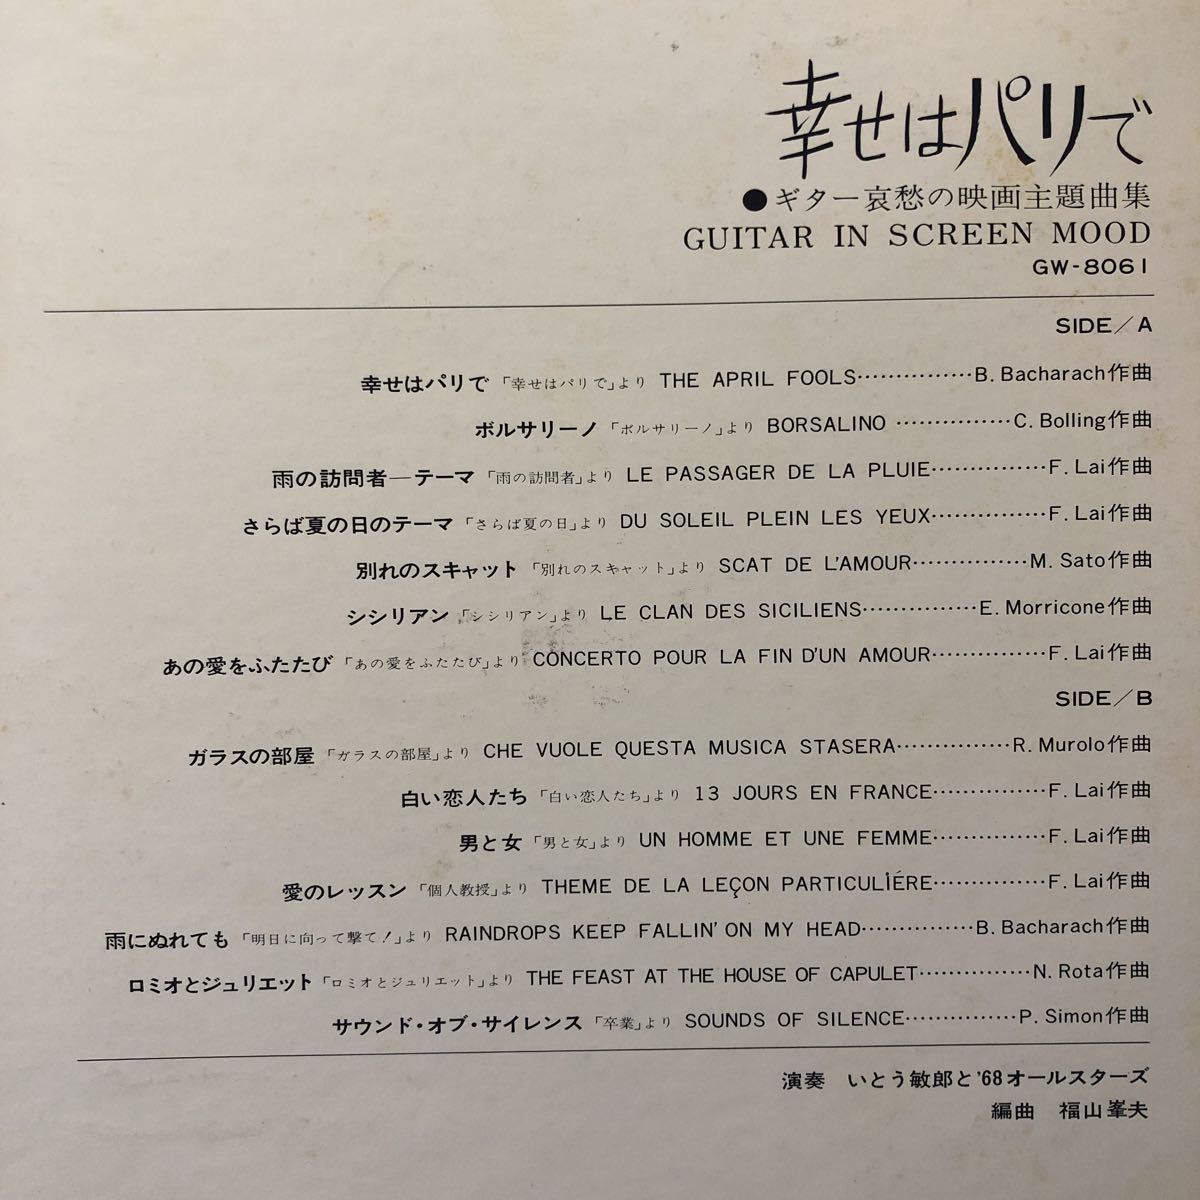 幸せはパリで
●ギター哀愁の映画主題曲集
GUITAR IN SCREEN MOOD
GW-8061
SIDE／A
幸せはパリで「幸せはパリで」より THE APRIL FOOLS……………B. Bacharach作曲
ボルサリーノ「ボルサリーノ」より BORSALINO ……………C. Bolling作曲
雨の訪問者―テーマ「雨の訪問者」より LE PASSAGER DE LA PLUIE……………F. Lai作曲
さらば夏の日のテーマ「さらば夏の日」より DU SOLEIL PLEIN LES YEUX……………F. Lai作曲
別れのスキャット「別れのスキャット」より SCAT DE L'AMOUR……………M. Sato作曲
シシリアン「シシリアン」より LE CLAN DES SICILIENS……………E. Morricone作曲
あの愛をふたたび「あの愛をふたたび」より CONCERTO POUR LA FIN D'UN AMOUR……………F. Lai作曲
SIDE／B
ガラスの部屋「ガラスの部屋」より CHE VUOLE QUESTA MUSICA STASERA……………R. Murolo作曲
白い恋人たち「白い恋人たち」より 13 JOURS EN FRANCE……………F. Lai作曲
男と女「男と女」より UN HOMME ET UNE FEMME……………F. Lai作曲
愛のレッスン「個人教授」より THEME DE LA LEÇON PARTICULIÉRE……………F. Lai作曲
雨にぬれても「明日に向って撃て！」より RAINDROPS KEEP FALLIN' ON MY HEAD……………B. Bacharach作曲
ロミオとジュリエット「ロミオとジュリエット」より THE FEAST AT THE HOUSE OF CAPULET……………N. Rota作曲
サウンド・オブ・サイレンス「卒業」より SOUNDS OF SILENCE……………P. Simon作曲
演奏 いとう敏郎と'68オールスターズ
編曲 福山峯夫